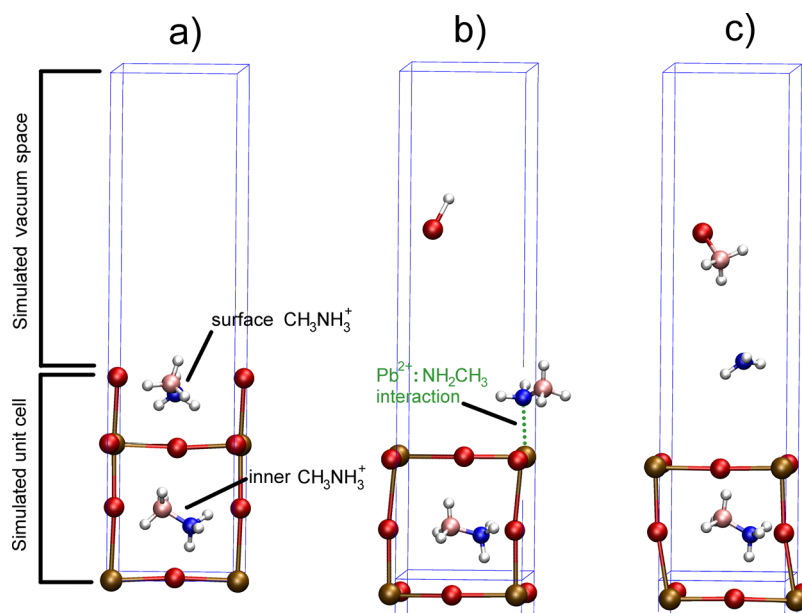 a)
b)
c)
Simulated vacuum space
surface CH₃NH₃⁺
Pb²⁺:NH₂CH₃
interaction
Simulated unit cell
inner CH₃NH₃⁺